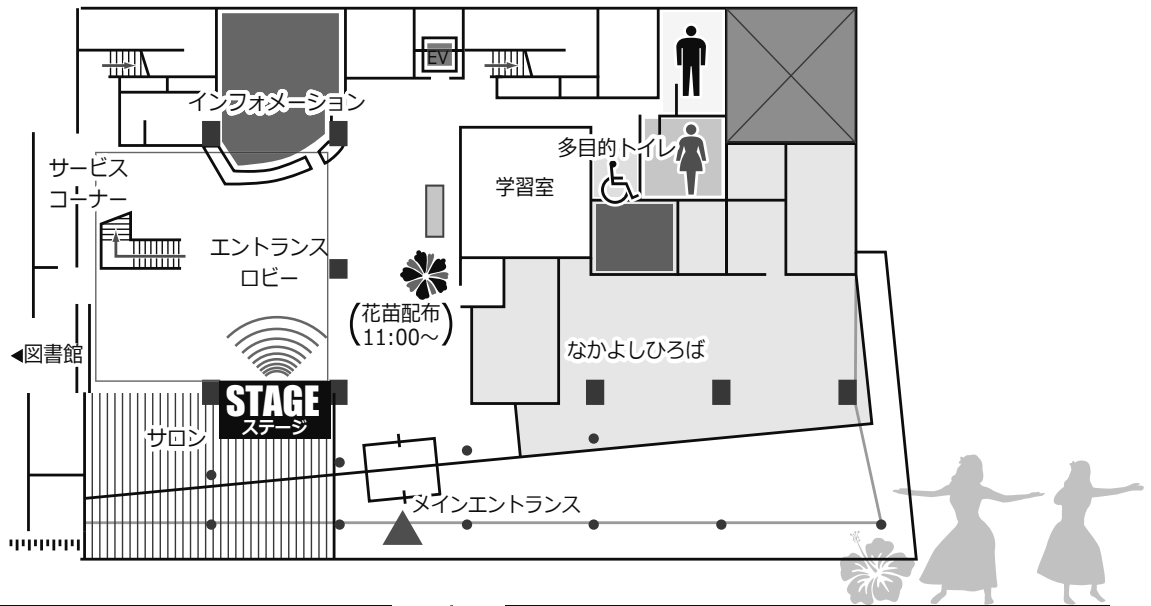 EV
インフォメーション
多目的トイレ
サービス
コーナー
学習室
エントランス
ロビー
(花苗配布
11:00〜)
◀図書館
なかよしひろば
STAGE
ステージ
サロン
メインエントランス